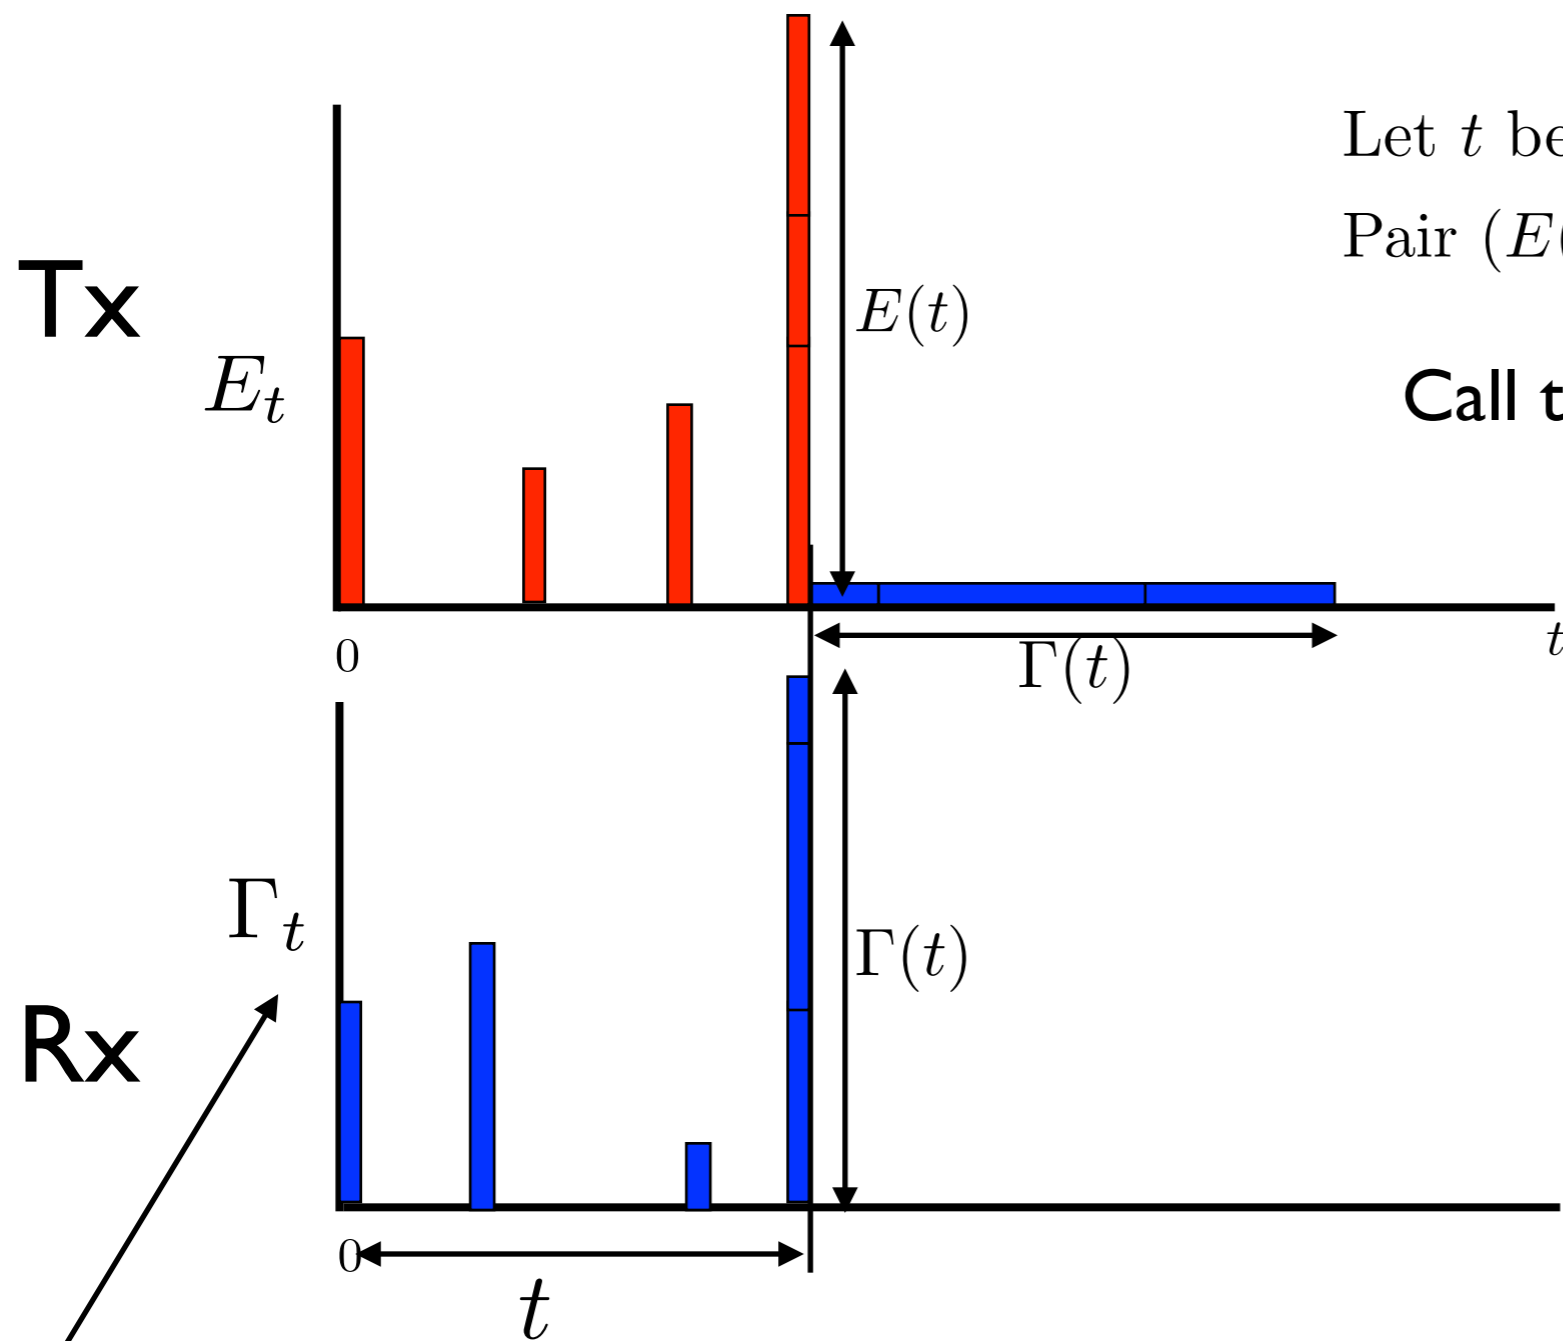 Let t be
Pair (E(
Tx
E(t)
E_t
Call t
0
t
Γ(t)
Γ_t
Γ(t)
Rx
0
t